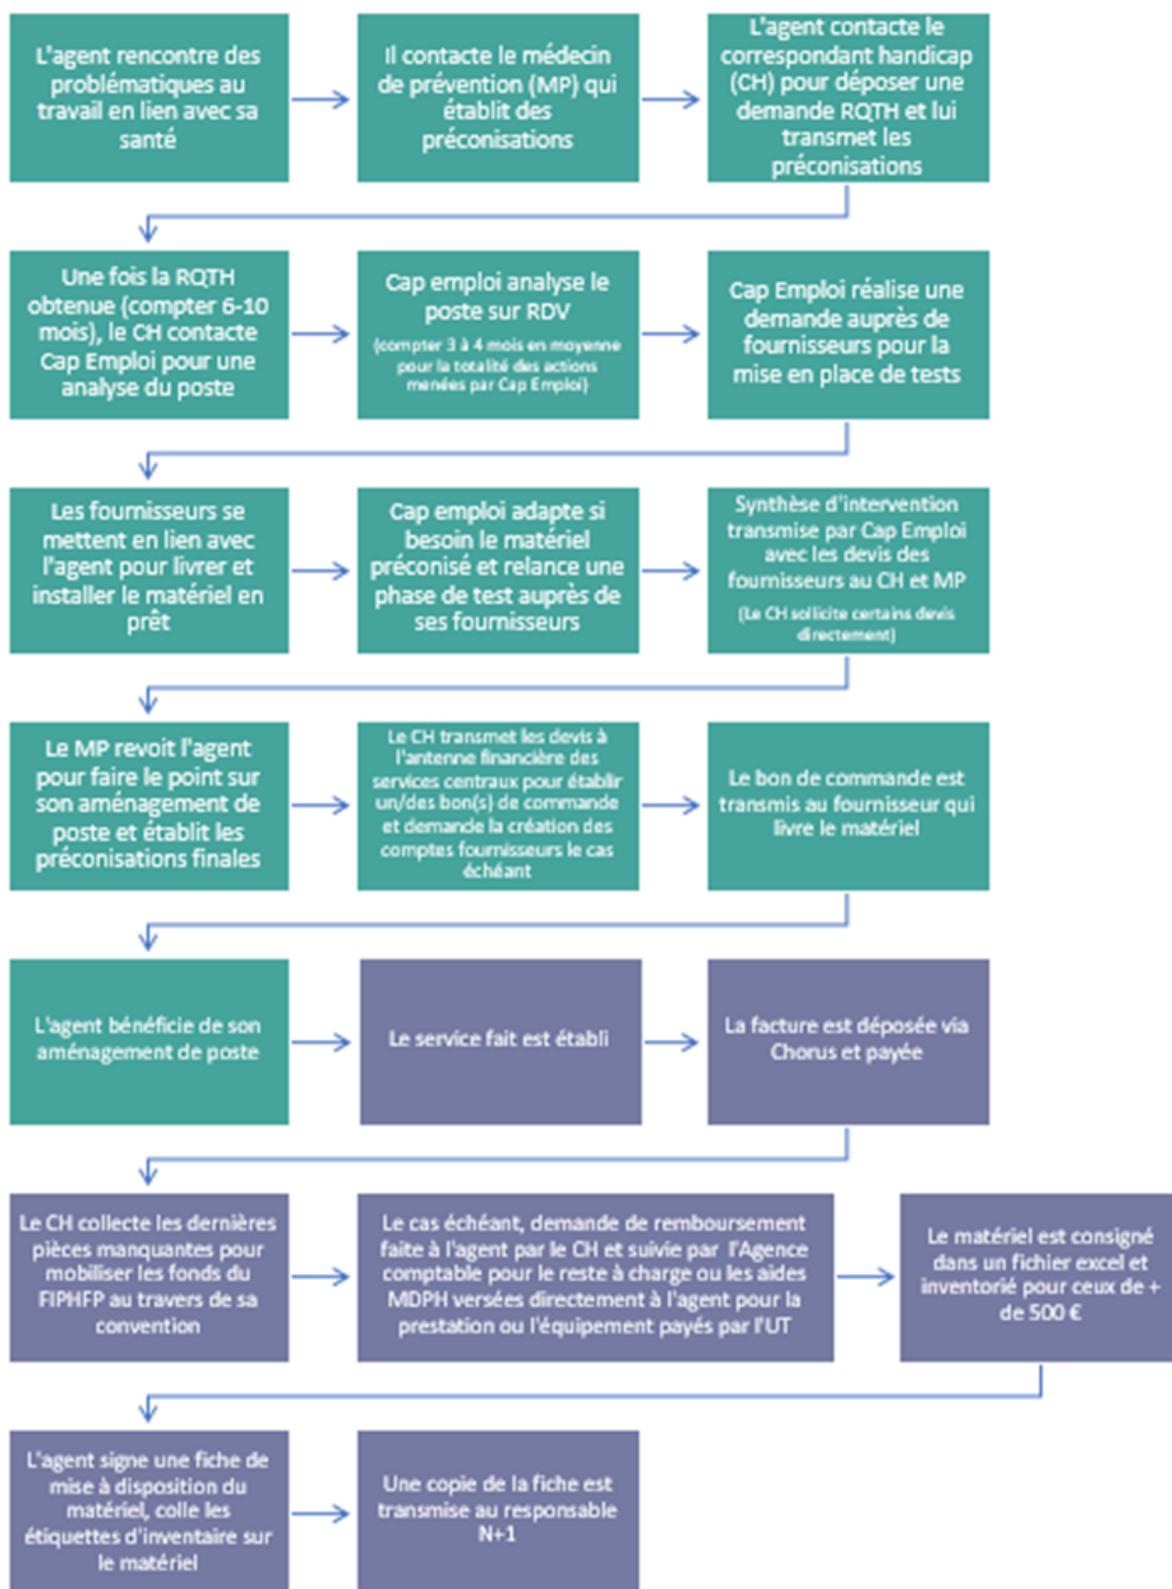 L'agent rencontre des
problématiques au
travail en lien avec sa
santé
Il contacte le médecin
de prévention (MP) qui
établit des
préconisations
L'agent contacte le
correspondant handicap
(CH) pour déposer une
demande RQTH et lui
transmet les
préconisations
Une fois la RQTH
obtenue (compter 6-10
mois), le CH contacte
Cap Emploi pour une
analyse du poste
Cap emploi analyse le
poste sur RDV
(compter 3 à 4 mois en moyenne
pour la totalité des actions
menées par Cap Emploi)
Cap Emploi réalise une
demande auprès de
fournisseurs pour la
mise en place de tests
Les fournisseurs se
mettent en lien avec
l'agent pour livrer et
installer le matériel en
prêt
Cap emploi adapte si
besoin le matériel
préconisé et relance une
phase de test auprès de
ses fournisseurs
Synthèse d'intervention
transmise par Cap Emploi
avec les devis des
fournisseurs au CH et MP
(Le CH sollicite certains devis
directement)
Le MP revoit l'agent
pour faire le point sur
son aménagement de
poste et établit les
préconisations finales
Le CH transmet les devis à
l'antenne financière des
services centraux pour établir
un/des bon(s) de commande
et demande la création des
comptes fournisseurs le cas
échéant
Le bon de commande est
transmis au fournisseur qui
livre le matériel
L'agent bénéficie de son
aménagement de poste
Le service fait est établi
La facture est déposée via
Chorus et payée
Le CH collecte les dernières
pièces manquantes pour
mobiliser les fonds du
FIPHFP au travers de sa
convention
Le cas échéant, demande de remboursement
faite à l'agent par le CH et suivie par l'Agence
comptable pour le reste à charge ou les aides
MDPH versées directement à l'agent pour la
prestation ou l'équipement payés par l'UT
Le matériel est consigné
dans un fichier excel et
inventorié pour ceux de +
de 500 €
L'agent signe une fiche de
mise à disposition du
matériel, colle les
étiquettes d'inventaire sur
le matériel
Une copie de la fiche est
transmise au responsable
N+1